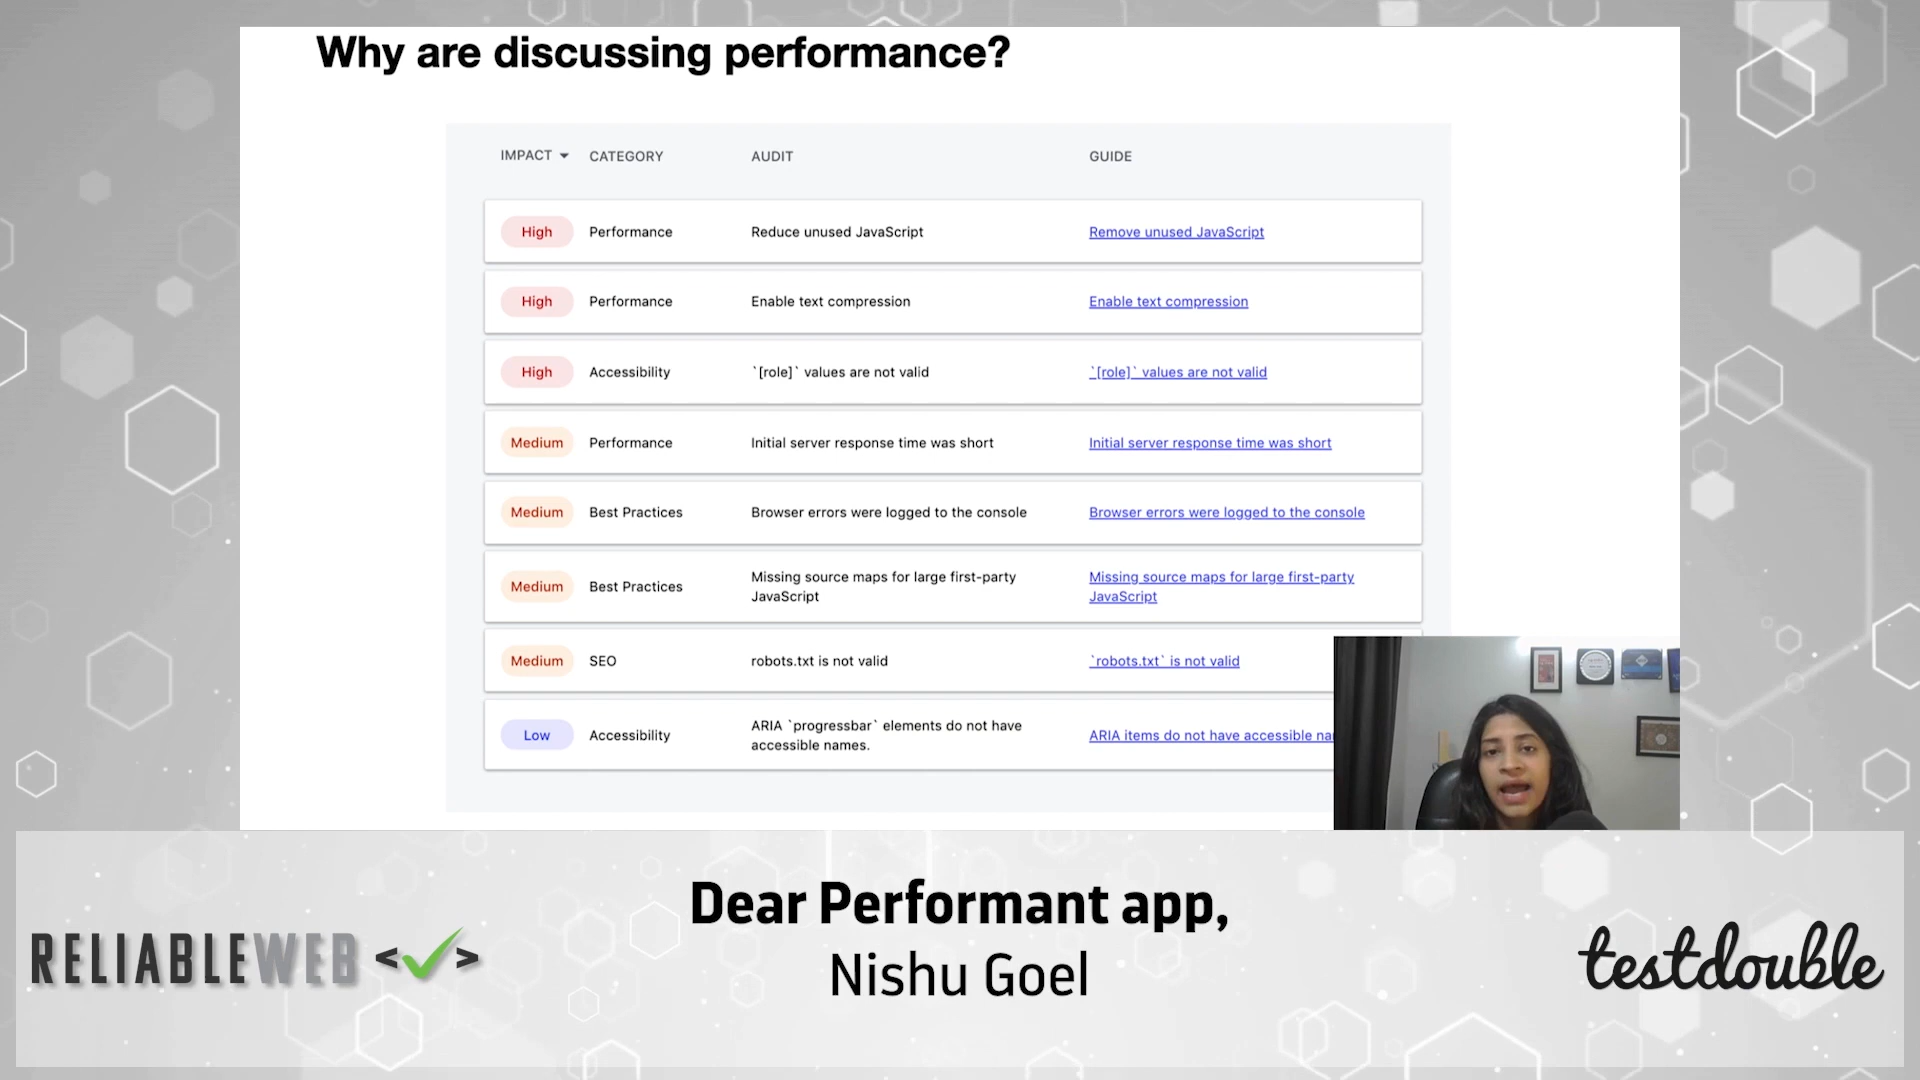 Why are discussing performance?
IMPACT CATEGORY AUDIT GUIDE
High Performance Reduce unused JavaScript Remove unused JavaScript
High Performance Enable text compression Enable text compression
High Accessibility `[role]` values are not valid `[role]` values are not valid
Medium Performance Initial server response time was short Initial server response time was short
Medium Best Practices Browser errors were logged to the console Browser errors were logged to the console
Medium Best Practices Missing source maps for large first-party JavaScript Missing source maps for large first-party JavaScript
Medium SEO robots.txt is not valid `robots.txt` is not valid
Low Accessibility ARIA `progressbar` elements do not have accessible names. ARIA items do not have accessible
Dear Performant app,
Nishu Goel
RELIABLEWEB < >
testdouble